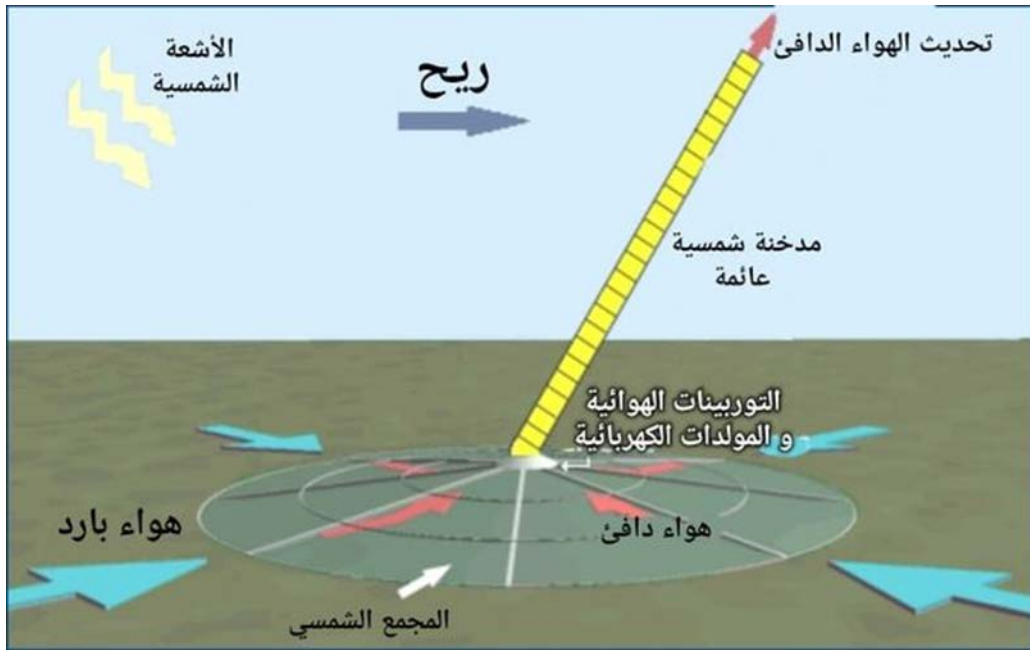 الأشعة
الشمسية
ريح
تحديث الهواء الدافئ
مدخنة شمسية
عائمة
التوربينات الهوائية
و المولدات الكهربائية
هواء بارد
هواء دافئ
المجمع الشمسي